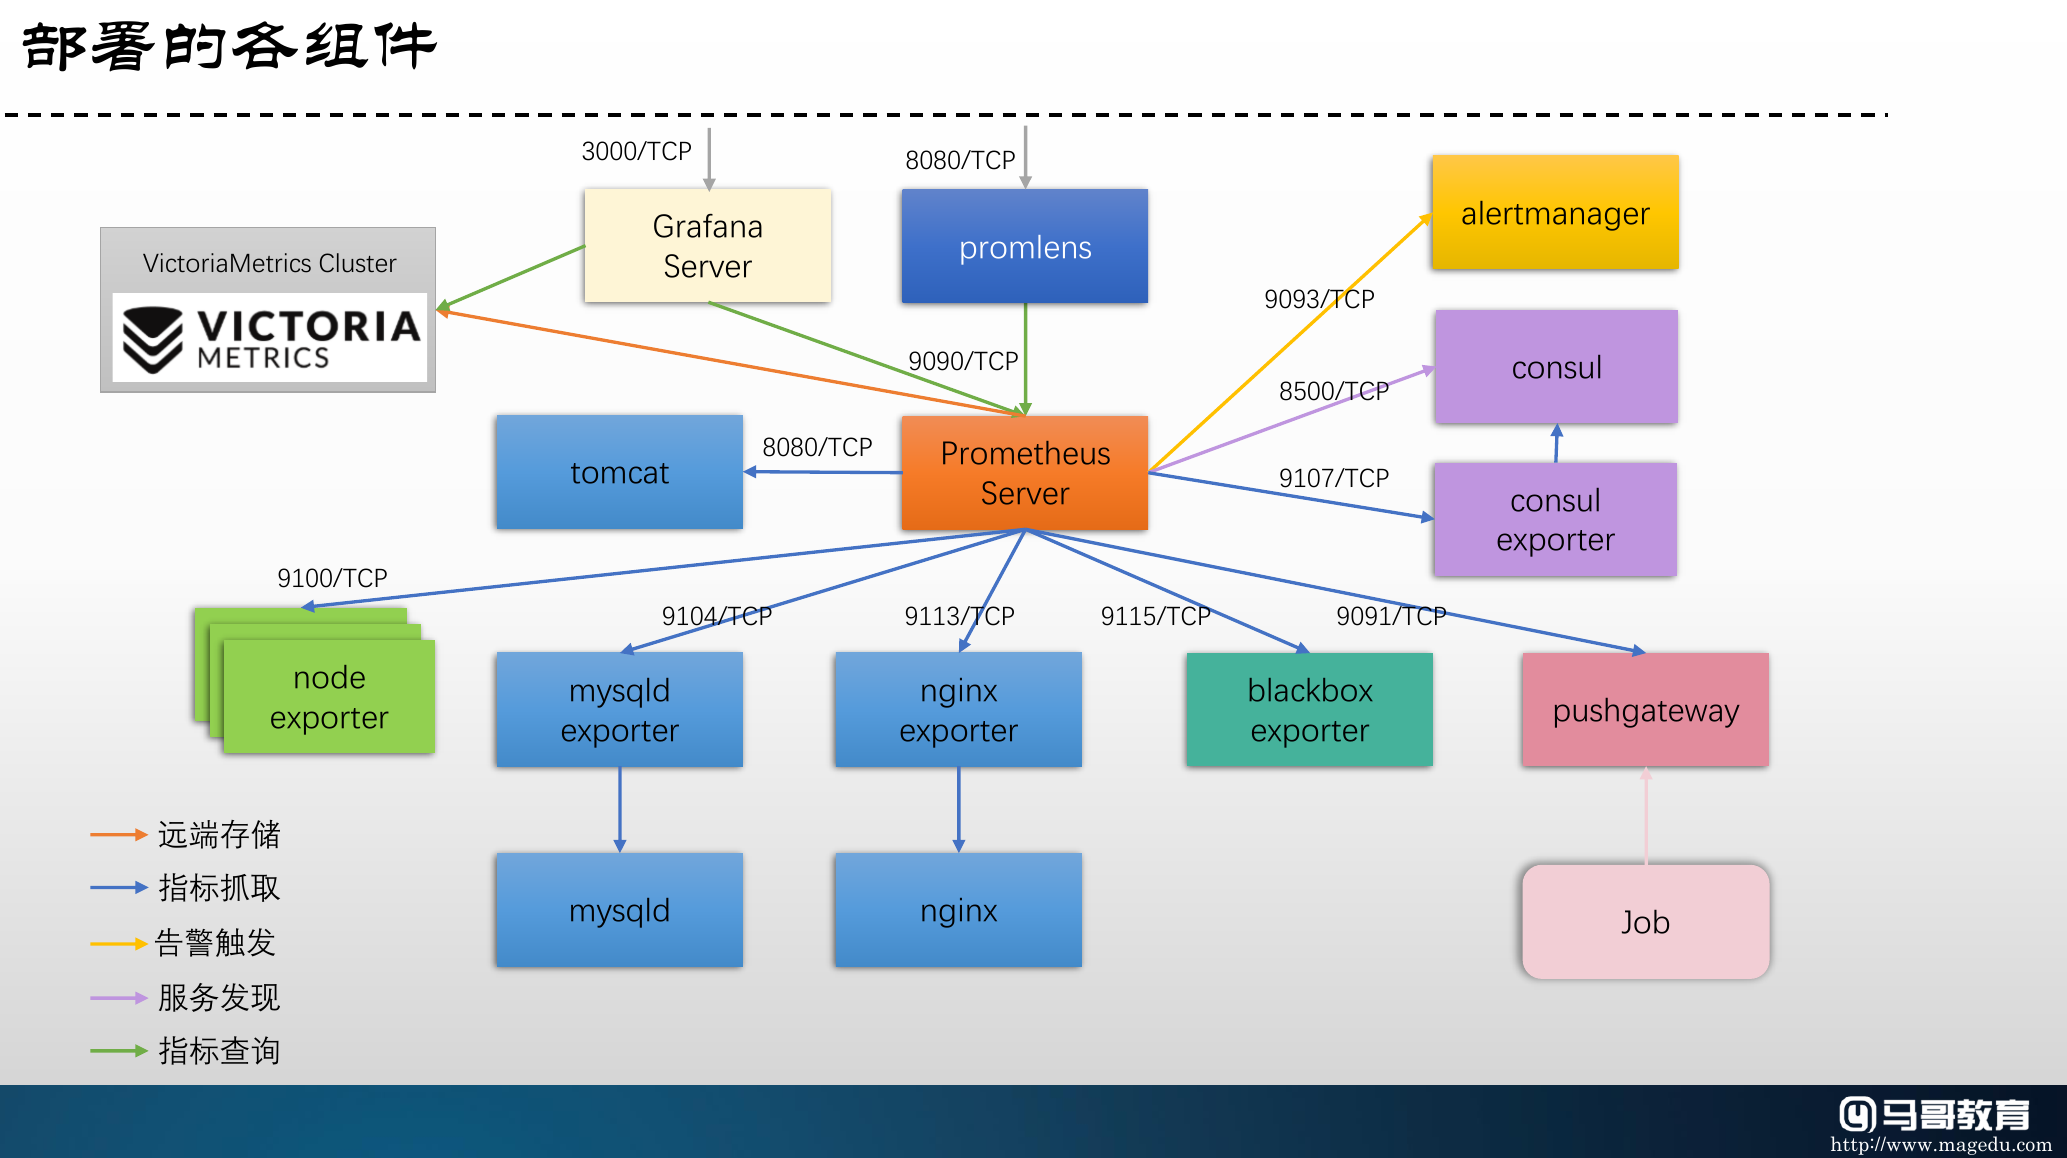 部署的各组件
3000/TCP
8080/TCP
Grafana
Server
promlens
alertmanager
VictoriaMetrics Cluster
VICTORIA
METRICS
9093/TCP
9090/TCP
consul
8500/TCP
tomcat
8080/TCP
Prometheus
Server
9107/TCP
consul
exporter
9100/TCP
9104/TCP
9113/TCP
9115/TCP
9091/TCP
node
exporter
mysqld
exporter
nginx
exporter
blackbox
exporter
pushgateway
远端存储
指标抓取
告警触发
服务发现
指标查询
mysqld
nginx
Job
马哥教育
http://www.magedu.com